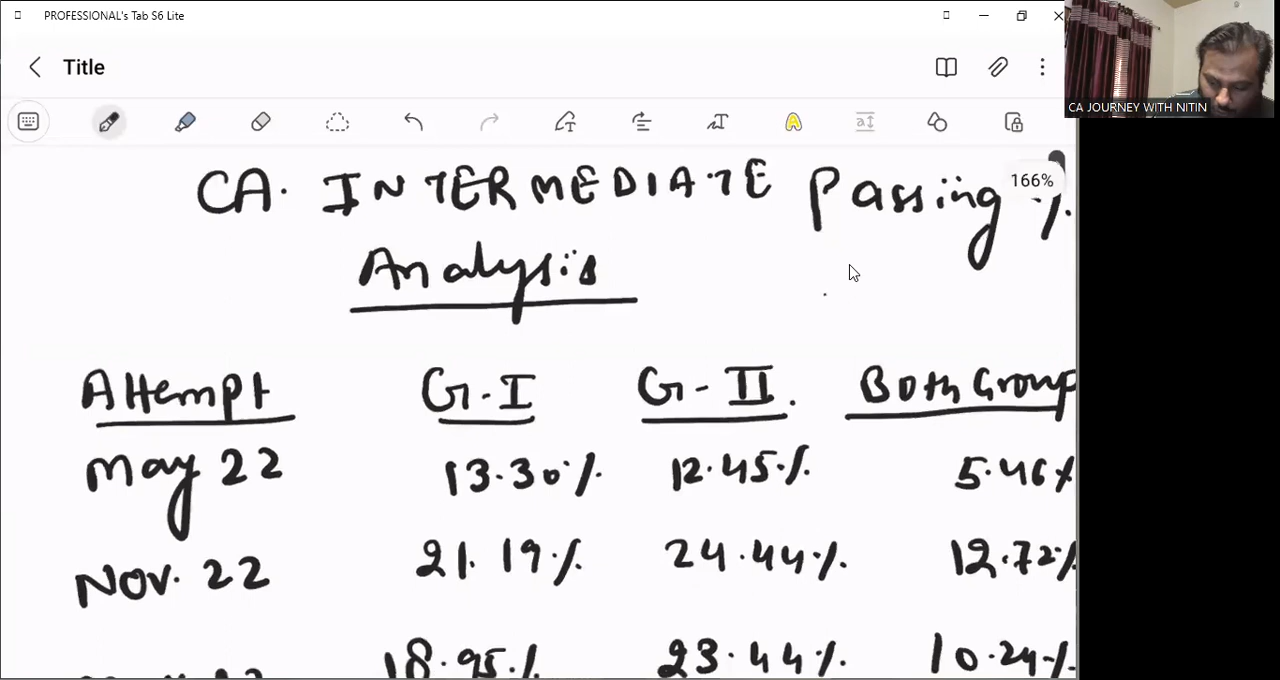 PROFESSIONAL's Tab S6 Lite
Title
CA JOURNEY WITH NITIN
166%
CA. INTERMEDIATE Passing %
Analysis
Attempt G-I G-II. Both Group
May 22 13.30% 12.45% 5.46%
Nov. 22 21.19% 24.44% 12.72%
18.95% 23.44% 10.24%